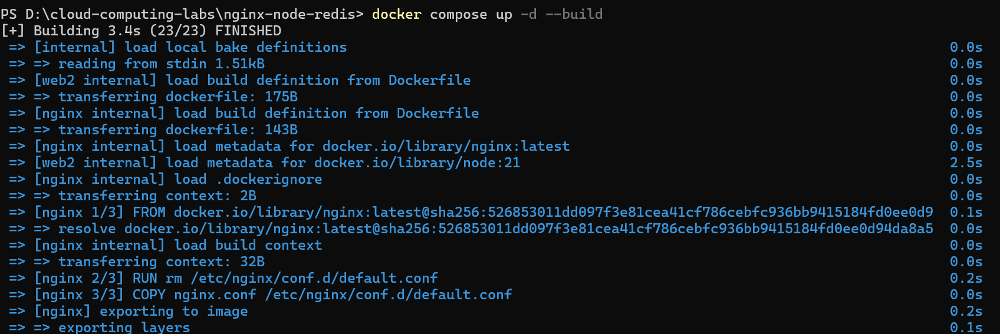 PS D:\cloud-computing-labs\nginx-node-redis> docker compose up -d --build
[+] Building 3.4s (23/23) FINISHED
=> [internal] load local bake definitions 0.0s
=> => reading from stdin 1.51kB 0.0s
=> [web2 internal] load build definition from Dockerfile 0.0s
=> => transferring dockerfile: 175B 0.0s
=> [nginx internal] load build definition from Dockerfile 0.0s
=> => transferring dockerfile: 143B 0.0s
=> [nginx internal] load metadata for docker.io/library/nginx:latest 0.0s
=> [web2 internal] load metadata for docker.io/library/node:21 2.5s
=> [nginx internal] load .dockerignore 0.0s
=> => transferring context: 2B 0.0s
=> [nginx 1/3] FROM docker.io/library/nginx:latest@sha256:526853011dd097f3e81cea41cf786cebfc936bb9415184fd0ee0d9 0.1s
=> => resolve docker.io/library/nginx:latest@sha256:526853011dd097f3e81cea41cf786cebfc936bb9415184fd0ee0d94da8a5 0.0s
=> [nginx internal] load build context 0.0s
=> => transferring context: 32B 0.0s
=> [nginx 2/3] RUN rm /etc/nginx/conf.d/default.conf 0.2s
=> [nginx 3/3] COPY nginx.conf /etc/nginx/conf.d/default.conf 0.0s
=> [nginx] exporting to image 0.2s
=> => exporting layers 0.1s